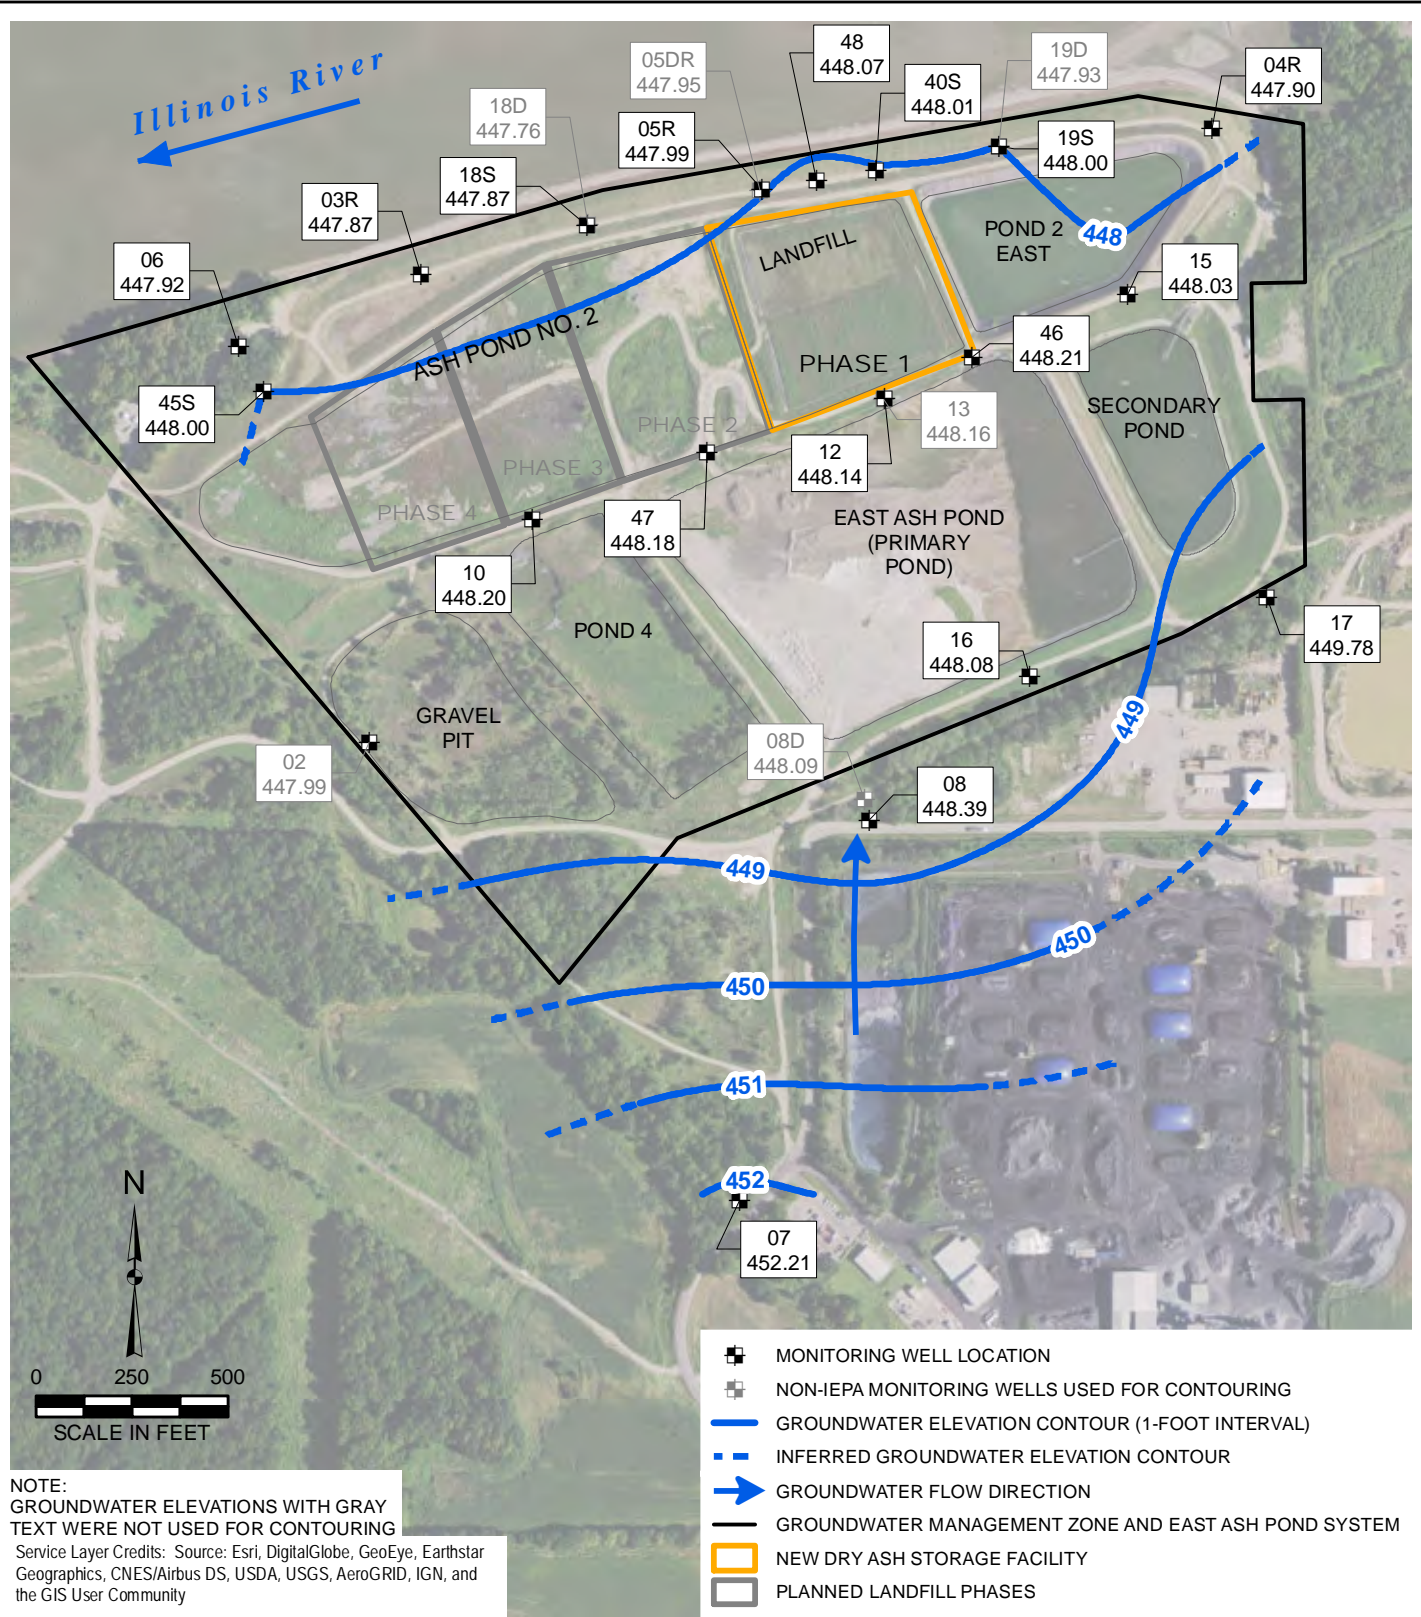 Illinois River
48
448.07
05DR
447.95
19D
447.93
04R
447.90
40S
448.01
18D
447.76
05R
447.99
19S
448.00
18S
447.87
03R
447.87
06
447.92
45S
448.00
POND 2
EAST
448
LANDFILL
15
448.03
ASH POND NO. 2
PHASE 1
46
448.21
SECONDARY
POND
13
448.16
PHASE 2
12
448.14
PHASE 3
PHASE 4
47
448.18
10
448.20
EAST ASH POND
(PRIMARY
POND)
POND 4
17
449.78
16
448.08
GRAVEL
PIT
02
447.99
08D
448.09
08
448.39
449
449
450
450
451
452
07
452.21
N
0 250 500
SCALE IN FEET
NOTE:
GROUNDWATER ELEVATIONS WITH GRAY
TEXT WERE NOT USED FOR CONTOURING
Service Layer Credits: Source: Esri, DigitalGlobe, GeoEye, Earthstar
Geographics, CNES/Airbus DS, USDA, USGS, AeroGRID, IGN, and
the GIS User Community
MONITORING WELL LOCATION
NON-IEPA MONITORING WELLS USED FOR CONTOURING
GROUNDWATER ELEVATION CONTOUR (1-FOOT INTERVAL)
INFERRED GROUNDWATER ELEVATION CONTOUR
GROUNDWATER FLOW DIRECTION
GROUNDWATER MANAGEMENT ZONE AND EAST ASH POND SYSTEM
NEW DRY ASH STORAGE FACILITY
PLANNED LANDFILL PHASES